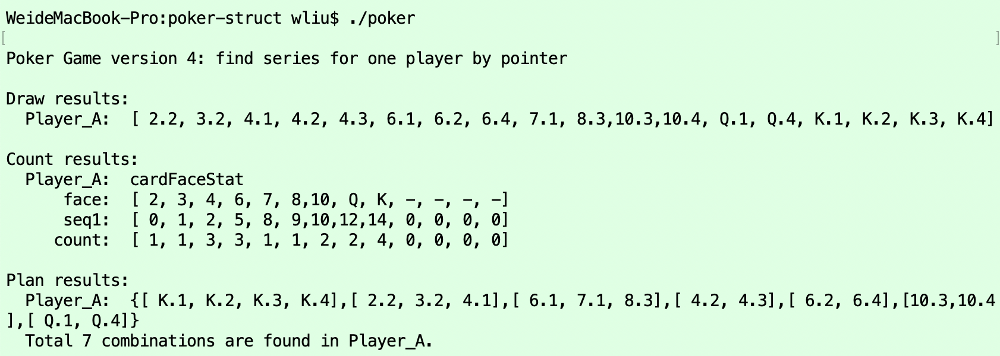 WeideMacBook-Pro:poker-struct wliu$ ./poker
[ ]
Poker Game version 4: find series for one player by pointer
Draw results:
  Player_A:  [ 2.2, 3.2, 4.1, 4.2, 4.3, 6.1, 6.2, 6.4, 7.1, 8.3,10.3,10.4, Q.1, Q.4, K.1, K.2, K.3, K.4]
Count results:
  Player_A:  cardFaceStat
      face:  [ 2, 3, 4, 6, 7, 8,10, Q, K, -, -, -, -]
      seq1:  [ 0, 1, 2, 5, 8, 9,10,12,14, 0, 0, 0, 0]
     count:  [ 1, 1, 3, 3, 1, 1, 2, 2, 4, 0, 0, 0, 0]
Plan results:
  Player_A:  {[ K.1, K.2, K.3, K.4],[ 2.2, 3.2, 4.1],[ 6.1, 7.1, 8.3],[ 4.2, 4.3],[ 6.2, 6.4],[10.3,10.4
],[ Q.1, Q.4]}
  Total 7 combinations are found in Player_A.